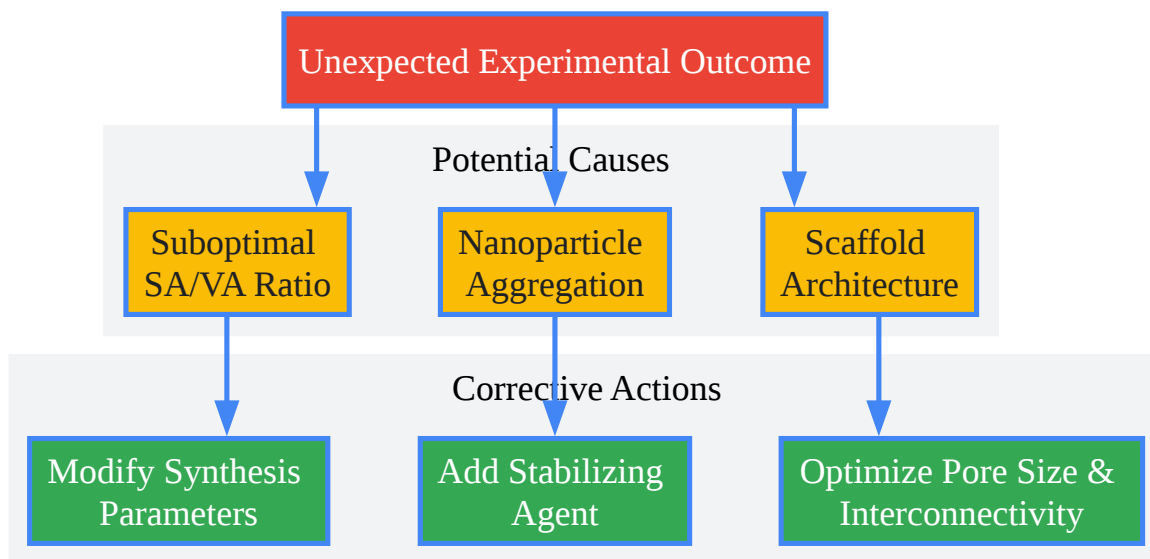 Unexpected Experimental Outcome
Potential Causes
Suboptimal
SA/VA Ratio
Nanoparticle
Aggregation
Scaffold
Architecture
Corrective Actions
Modify Synthesis
Parameters
Add Stabilizing
Agent
Optimize Pore Size &
Interconnectivity